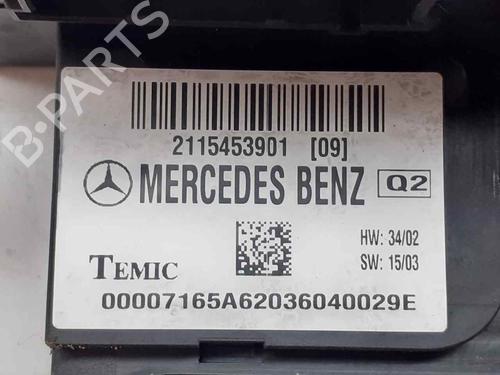 B-PARTS
2115453901 [09]
MERCEDES BENZ Q2
HW: 34/02
SW: 15/03
TEMIC
00007165A62036040029E